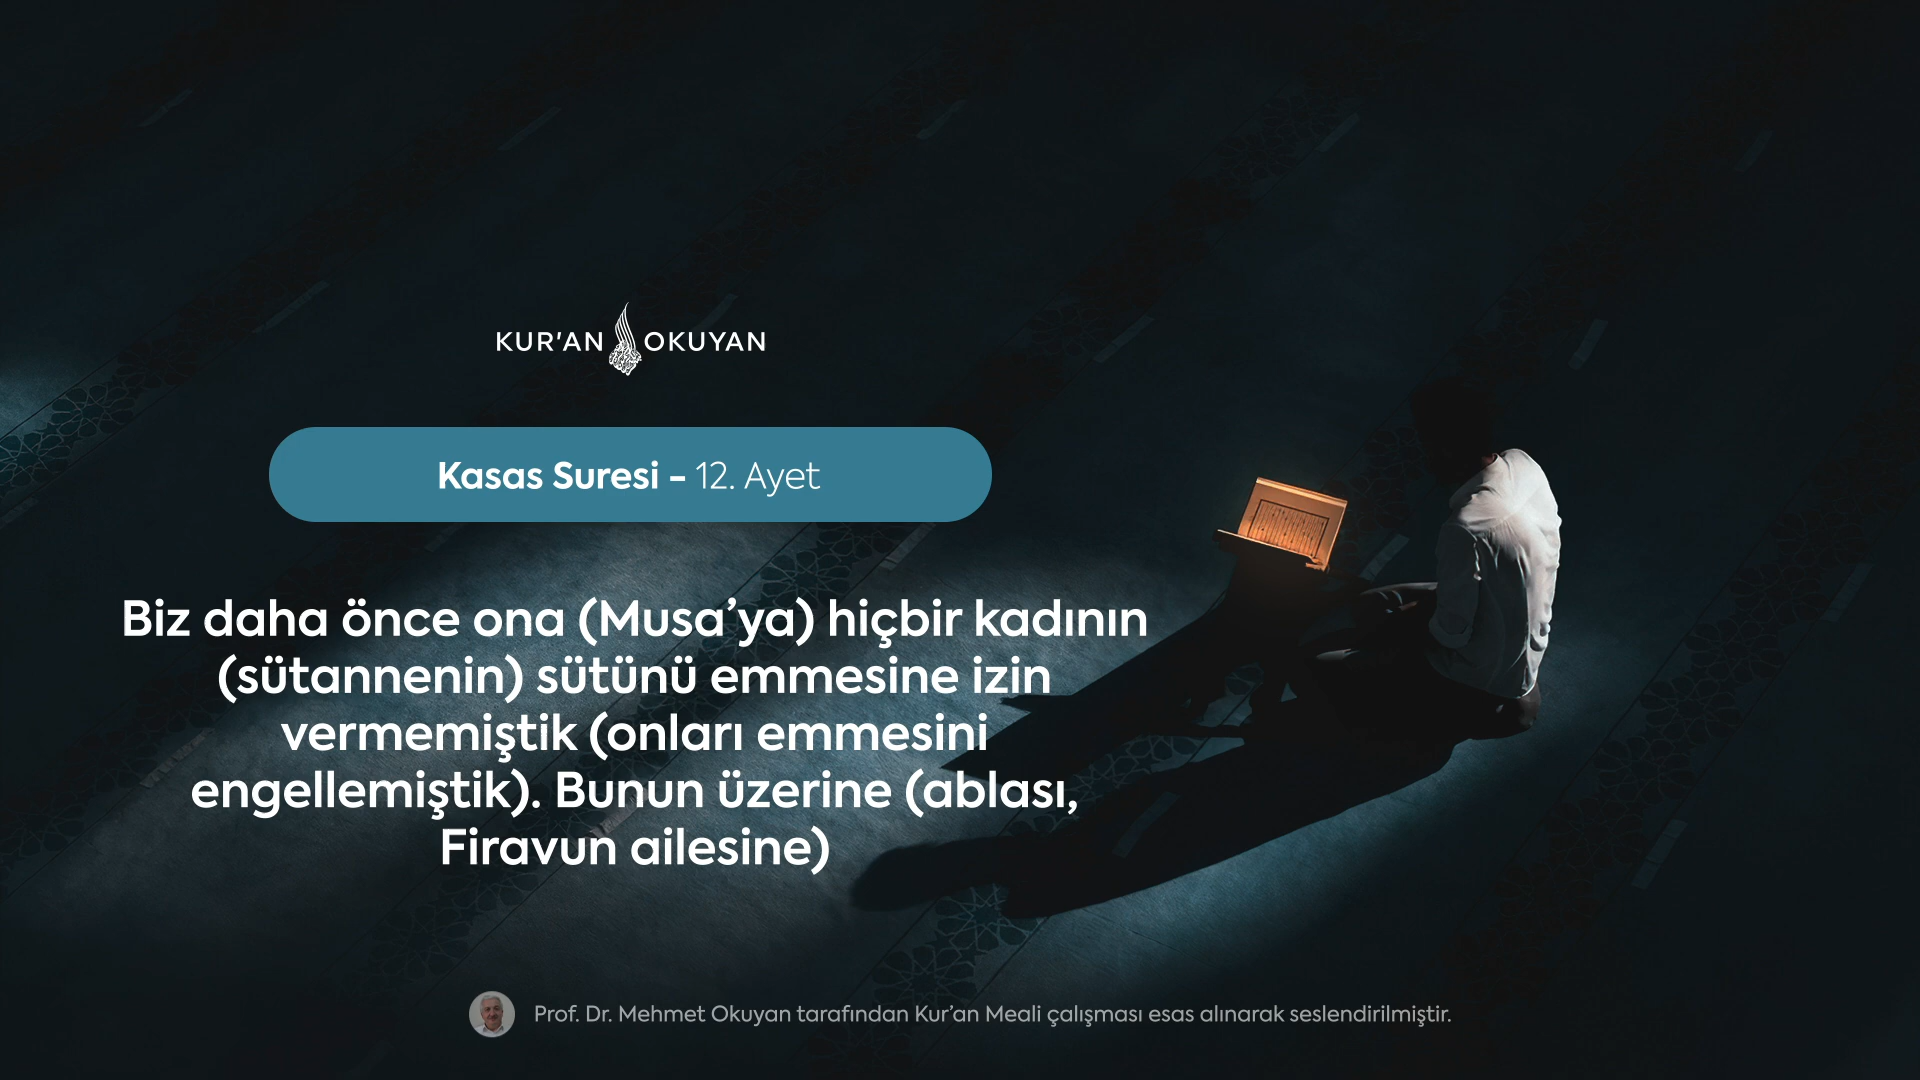 KUR'AN OKUYAN
Kasas Suresi - 12. Ayet
Biz daha önce ona (Musa’ya) hiçbir kadının
(sütannenin) sütünü emmesine izin
vermemiştik (onları emmesini
engellemiştik). Bunun üzerine (ablası,
Firavun ailesine)
Prof. Dr. Mehmet Okuyan tarafından Kur’an Meali çalışması esas alınarak seslendirilmiştir.